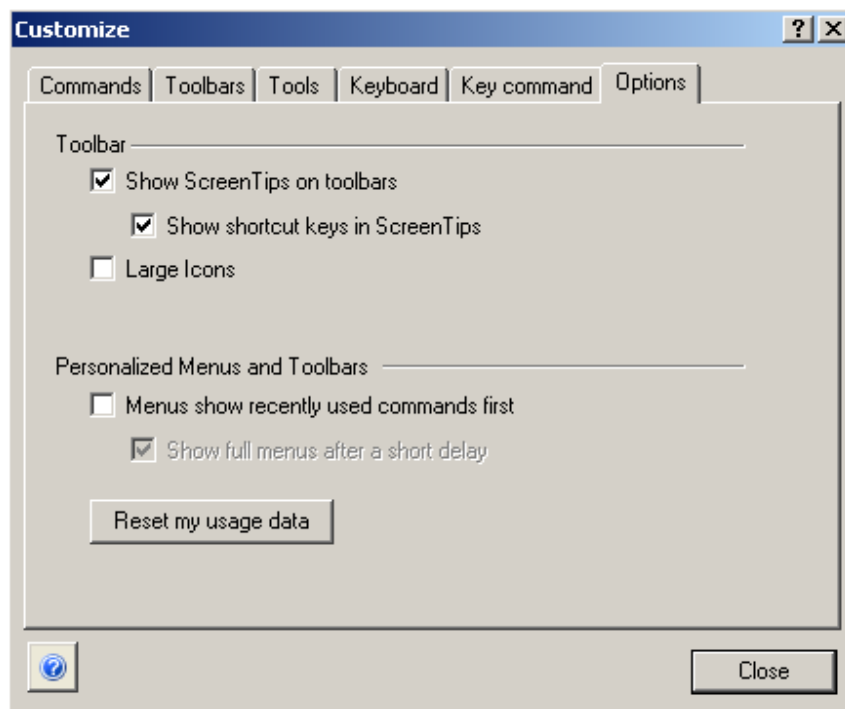 Customize
Commands Toolbars Tools Keyboard Key command Options
Toolbar
Show ScreenTips on toolbars
Show shortcut keys in ScreenTips
Large Icons
Personalized Menus and Toolbars
Menus show recently used commands first
Show full menus after a short delay
Reset my usage data
Close